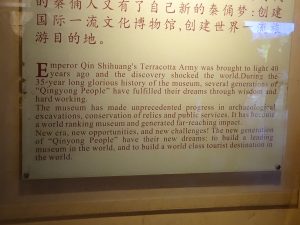 的秦俑人又有了自己新的秦俑梦:创建
国际一流文化博物馆,创建世界一流旅
游目的地。
Emperor Qin Shihuang's Terracotta Army was brought to light 40
years ago and the discovery shocked the world.During the
35-year long glorious history of the museum, several generations of
"Qingyong People" have fulfilled their dreams through wisdom and
hard working.
The museum has made unprecedented progress in archaeological
excavations, conservation of relics and public services. It has become
a world ranking museum and generated far-reaching impact.
New era, new opportunities, and new challenges! The new generation
of "Qinyong People" have their new dreams: to build a leading
museum in the world, and to build a world class tourist destination in
the world.